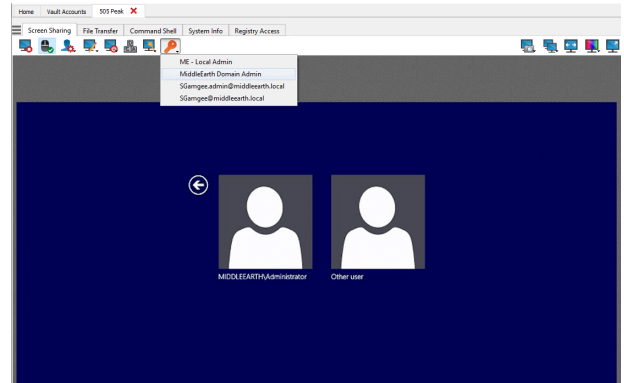 Home Vault Accounts 505 Peak
Screen Sharing File Transfer Command Shell System Info Registry Access
ME - Local Admin
MiddleEarth Domain Admin
SGamgee.admin@middleearth.local
SGamgee@middleearth.local
MIDDLEEARTH\Administrator Other user